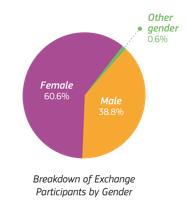 Other
gender
0.6%
Female
60.6%
Male
38.8%
Breakdown of Exchange
Participants by Gender